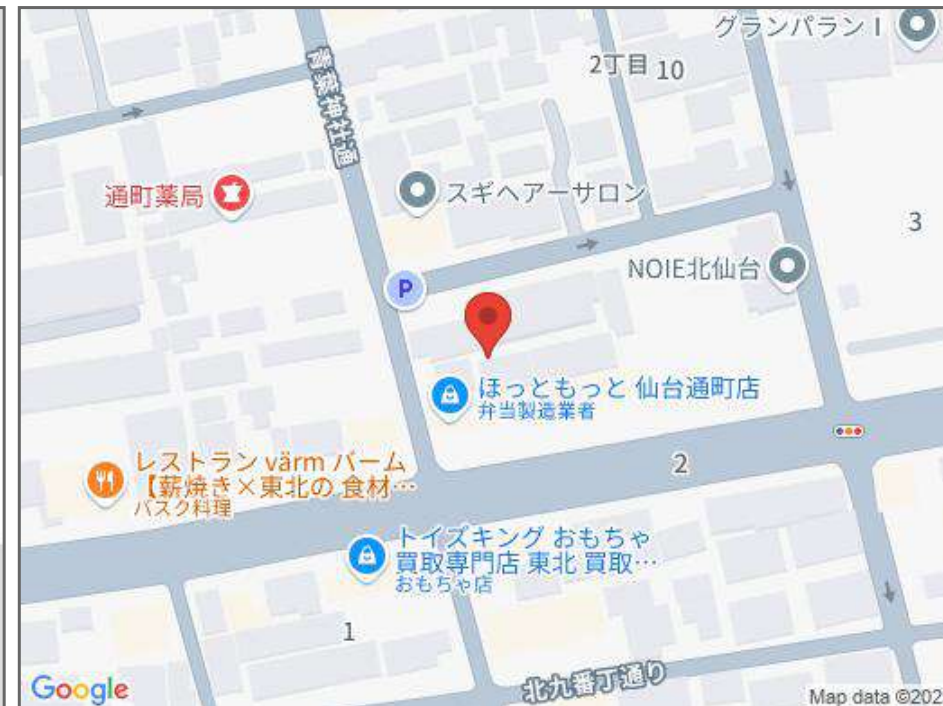 グランパラン I
2丁目 10
青葉神社通
通町薬局
スギヘアーサロン
3
NOIE北仙台
P
ほっともっと 仙台通町店
弁当製造業者
2
レストラン värm バーム
【薪焼き×東北の 食材…
バスク料理
トイズキング おもちゃ
買取専門店 東北 買取…
おもちゃ店
1
北九番丁通り
Google
Map data ©202